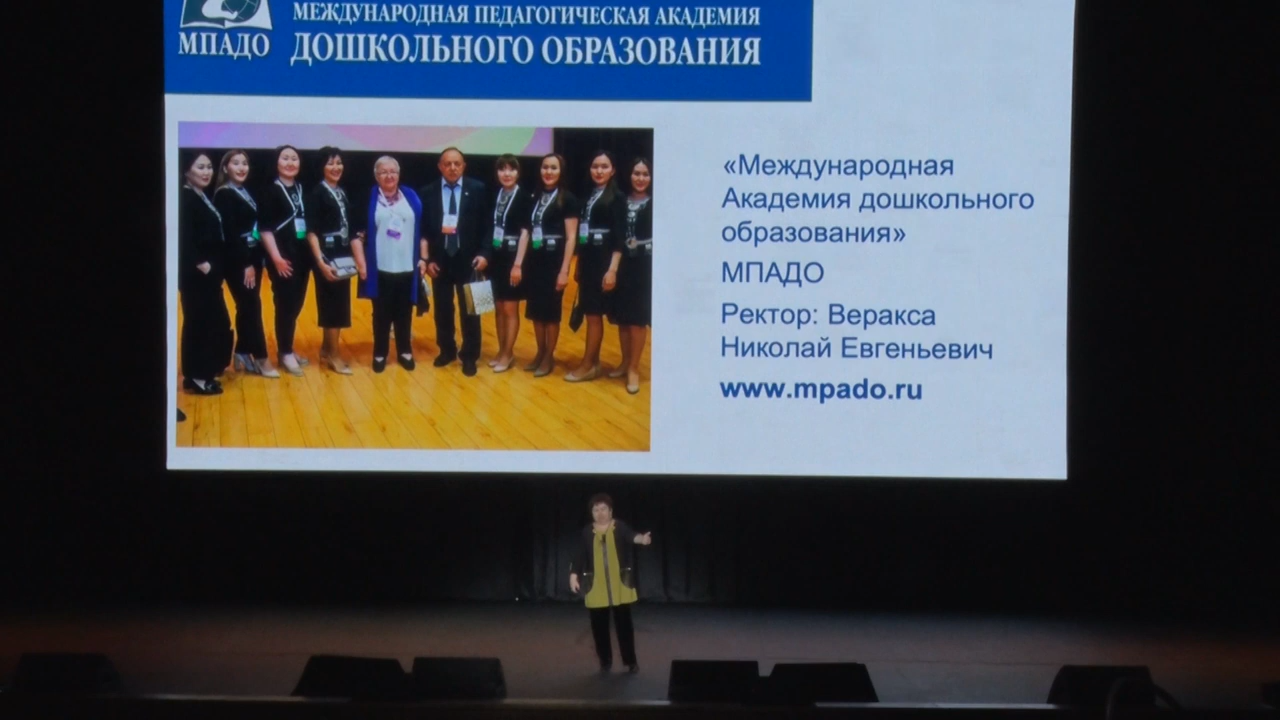 МЕЖДУНАРОДНАЯ ПЕДАГОГИЧЕСКАЯ АКАДЕМИЯ
МПАДО
ДОШКОЛЬНОГО ОБРАЗОВАНИЯ
«Международная
Академия дошкольного
образования»
МПАДО
Ректор: Веракса
Николай Евгеньевич
www.mpado.ru